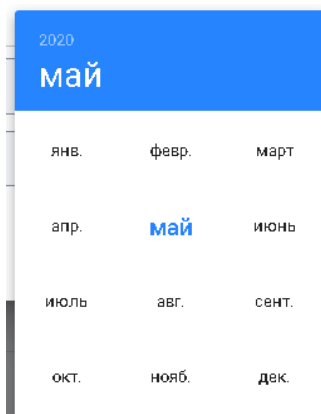 2020
май
янв. февр. март
апр. май июнь
июль авг. сент.
окт. нояб. дек.